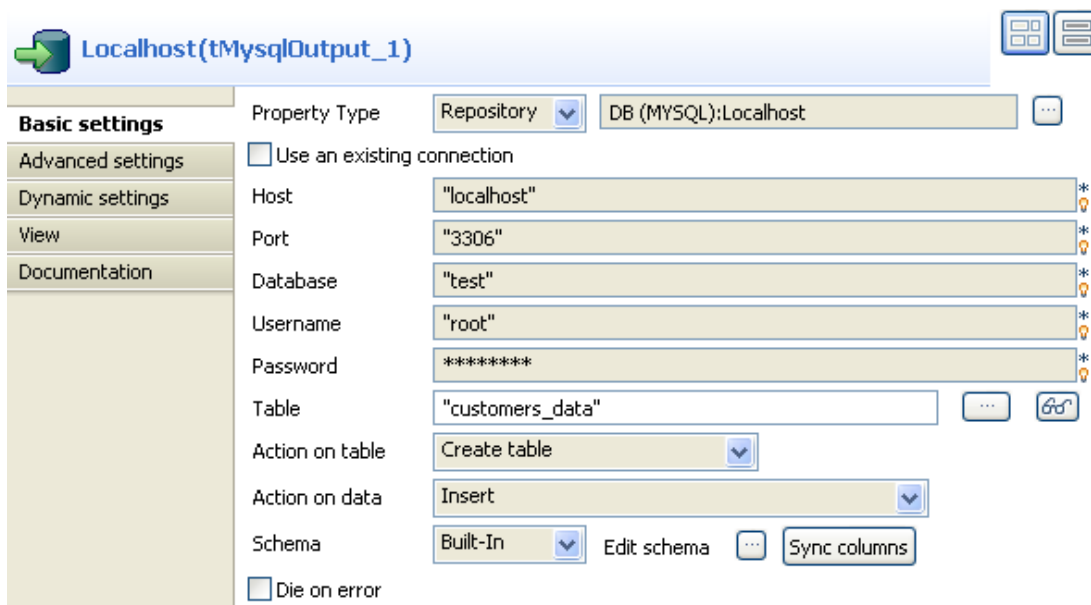 Localhost(tMysqlOutput_1)
Basic settings
Advanced settings
Dynamic settings
View
Documentation
Property Type Repository DB (MYSQL):Localhost ...
Use an existing connection
Host "localhost" *
Port "3306" *
Database "test" *
Username "root" *
Password ******** *
Table "customers_data" ...
Action on table Create table
Action on data Insert
Schema Built-In Edit schema ... Sync columns
Die on error